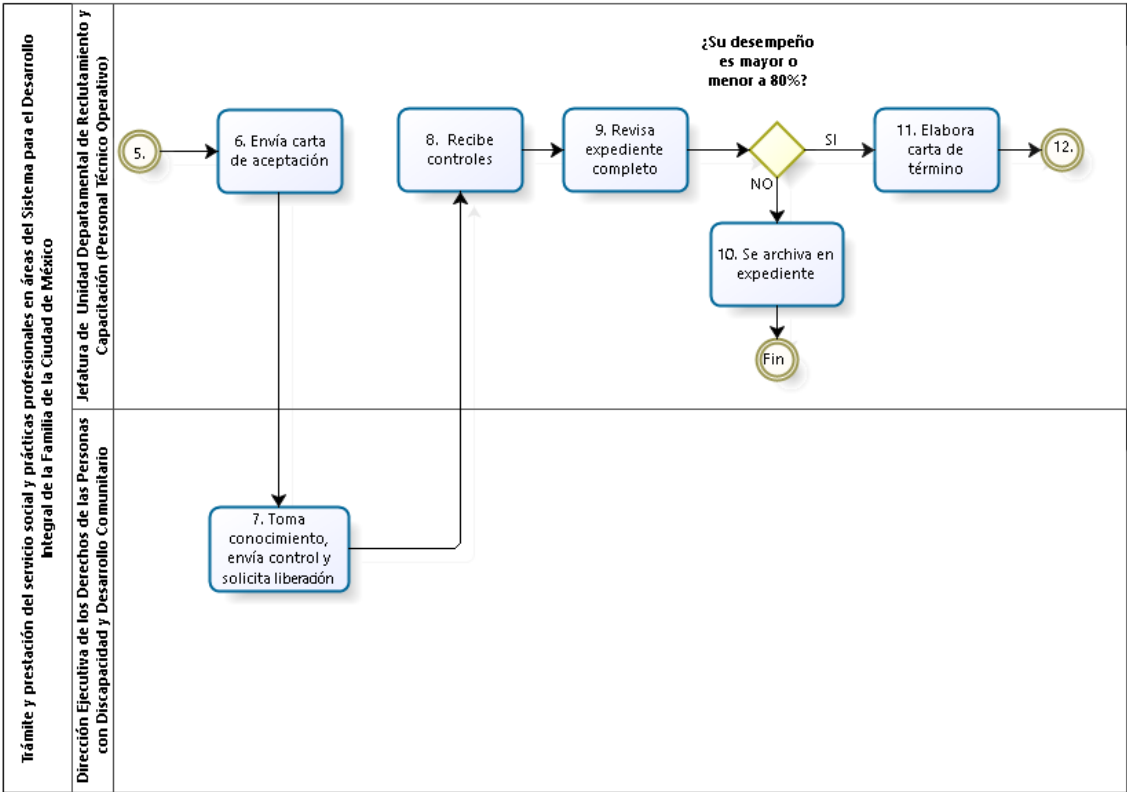 Trámite y prestación del servicio social y prácticas profesionales en áreas del Sistema para el Desarrollo
Integral de la Familia de la Ciudad de México
Jefatura de Unidad Departamental de Reclutamiento y
Capacitación (Personal Técnico Operativo)
5.
6. Envía carta
de aceptación
8. Recibe
controles
9. Revisa
expediente
completo
¿Su desempeño
es mayor o
menor a 80%?
SI
NO
11. Elabora
carta de
término
12.
10. Se archiva en
expediente
Fin
Dirección Ejecutiva de los Derechos de las Personas
con Discapacidad y Desarrollo Comunitario
7. Toma
conocimiento,
envía control y
solicita liberación